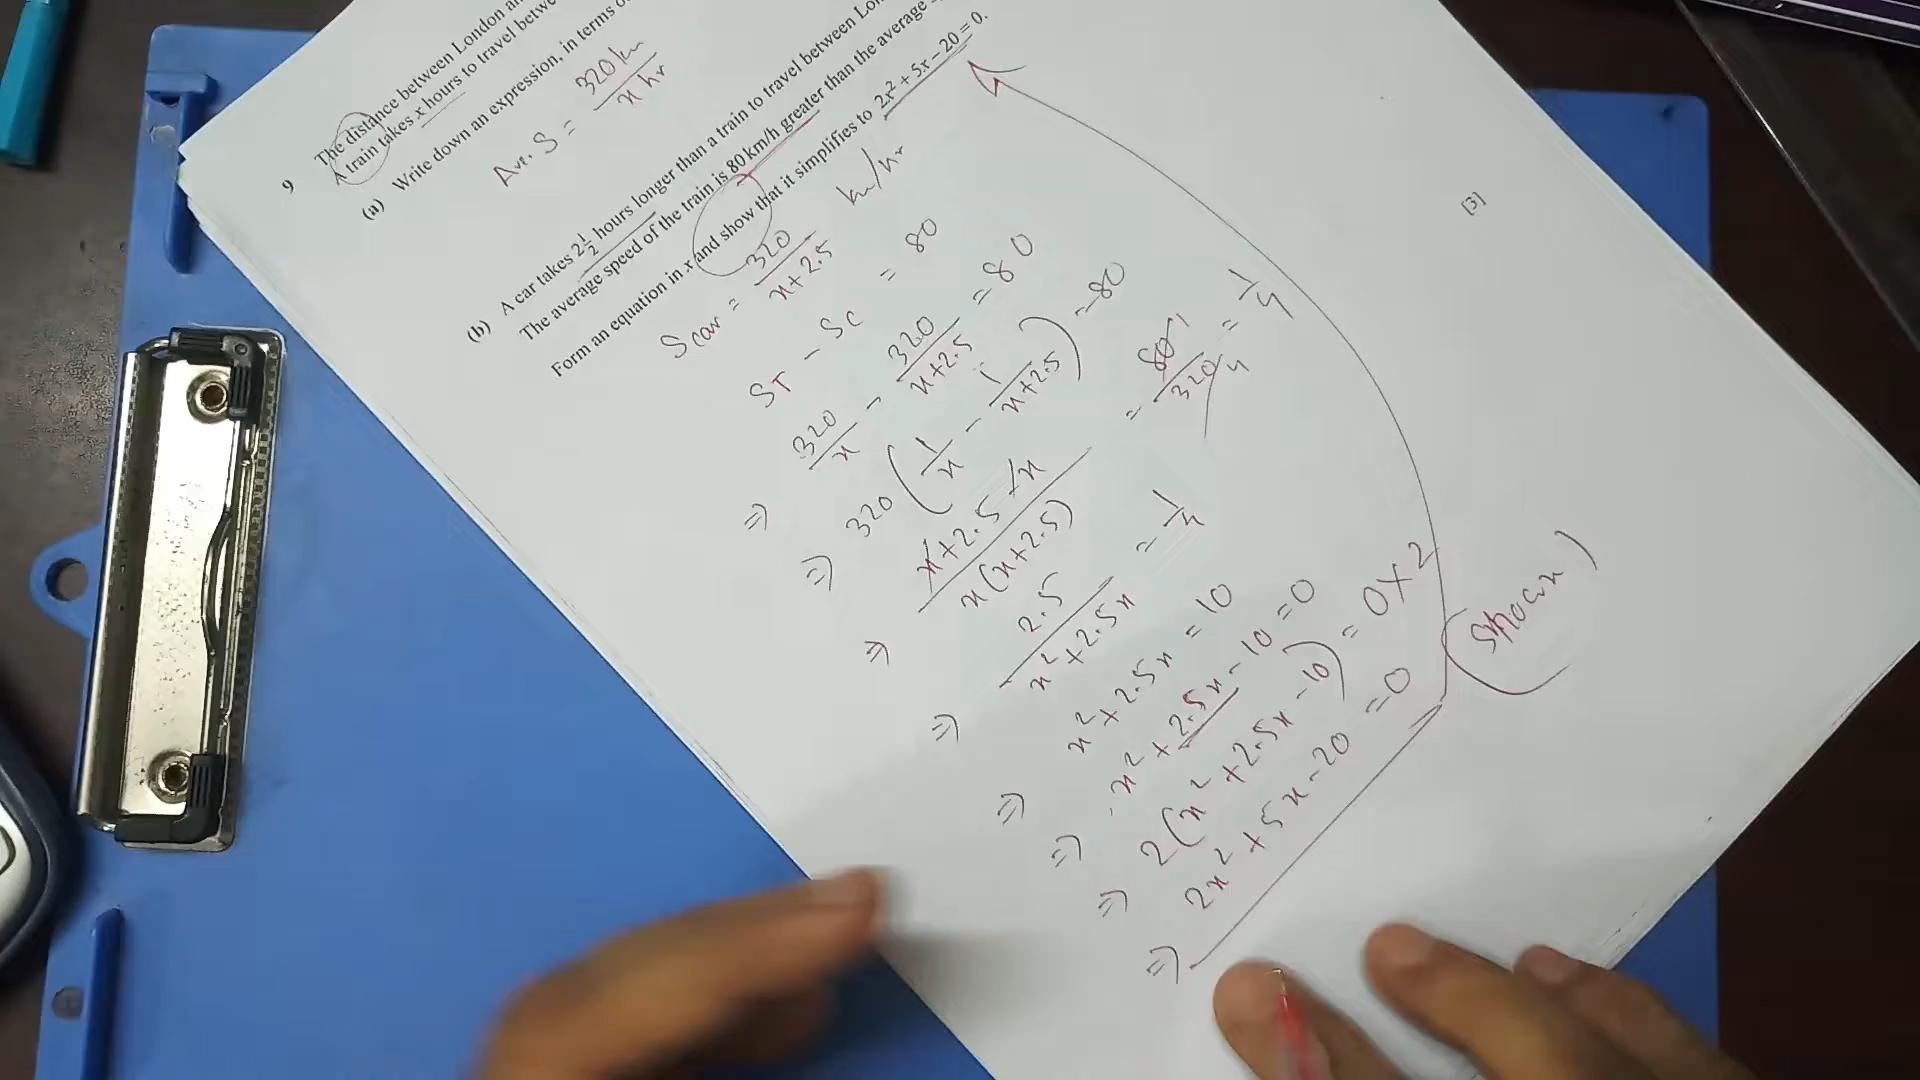 9 The distance between London an
A train takes x hours to travel betwe
(a) Write down an expression, in terms o
Ave. S = 320 km / x hr
(b) A car takes 2 1/2 hours longer than a train to travel between Lon
The average speed of the train is 80 km/h greater than the average
Form an equation in x and show that it simplifies to 2x² + 5x − 20 = 0.
[3]
S car = 320 / x+2.5 km/hr
ST − SC = 80
=> 320/x − 320/x+2.5 = 80
=> 320 (1/x − 1/x+2.5) = 80
=> x+2.5−x / x(x+2.5) = 80/320 = 1/4
=> 2.5 / x²+2.5x = 1/4
=> x²+2.5x = 10
=> x²+2.5x−10 = 0
=> 2(x²+2.5x−10) = 0×2
=> 2x²+5x−20 = 0
(Shown)